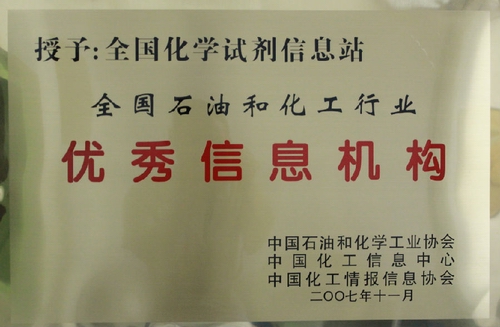 授予:全国化学试剂信息站
全国石油和化工行业
优秀信息机构
中国石油和化学工业协会
中国化工信息中心
中国化工情报信息协会
二〇〇七年十一月